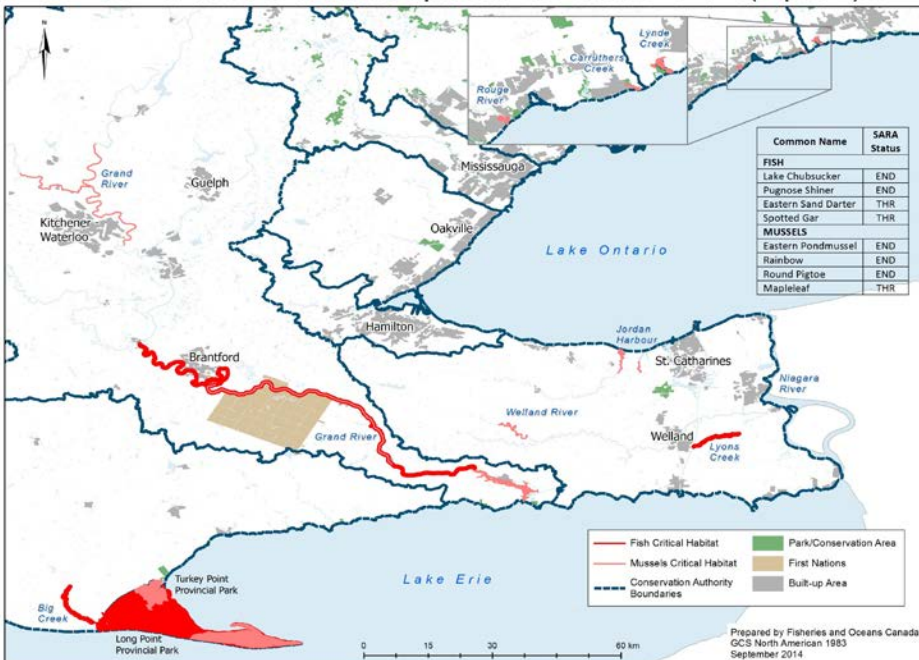 N
Lynde
Creek
Carruthers
Creek
Rouge
River
Common Name SARA
Status
FISH
Lake Chubsucker END
Pugnose Shiner END
Eastern Sand Darter THR
Spotted Gar THR
MUSSELS
Eastern Pondmussel END
Rainbow END
Round Pigtoe END
Mapleleaf THR
Mississauga
Grand
River
Guelph
Kitchener
Waterloo
Oakville
Lake Ontario
Hamilton
Jordan
Harbour
St. Catharines
Brantford
Niagara
River
Welland River
Grand River
Welland
Lyons
Creek
Fish Critical Habitat
Mussels Critical Habitat
Conservation Authority
Boundaries
Park/Conservation Area
First Nations
Built-up Area
Turkey Point
Provincial Park
Lake Erie
Big
Creek
Long Point
Provincial Park
0 10 20 40 60 km
Prepared by Fisheries and Oceans Canada
GCS North American 1983
September 2014